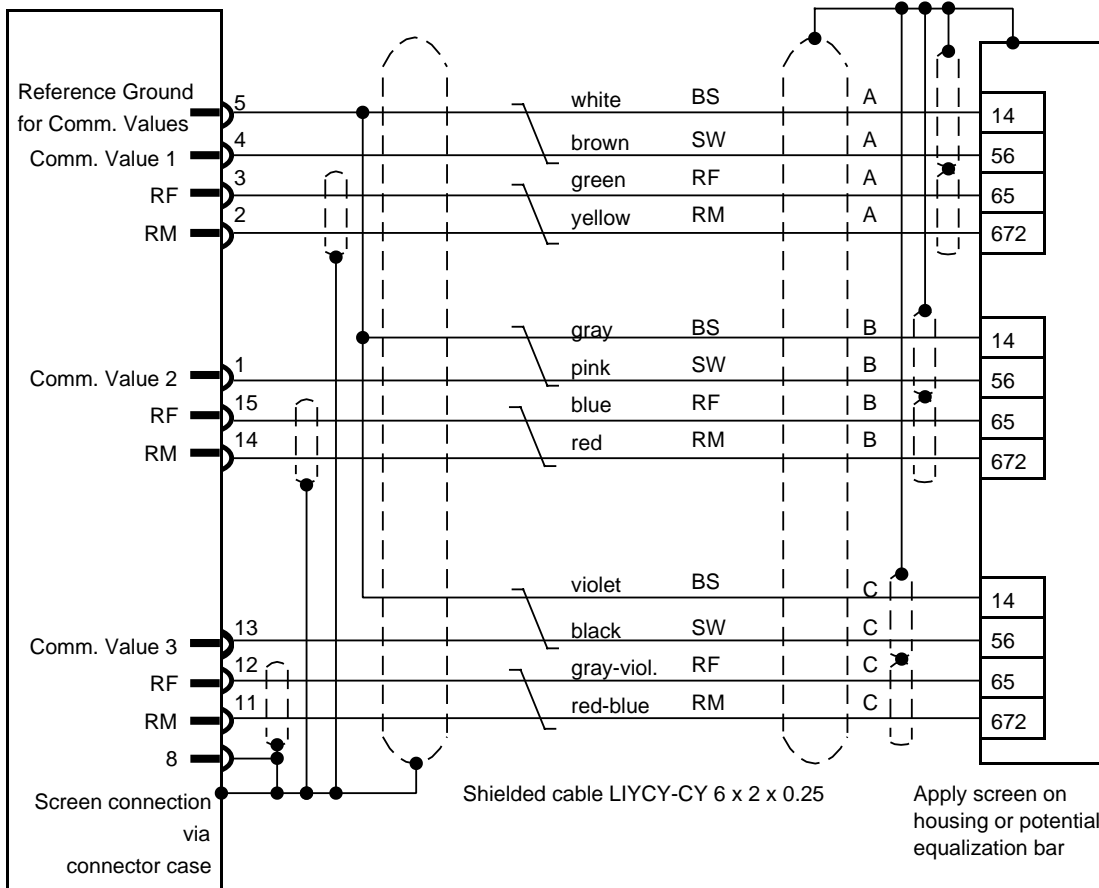 Reference Ground
for Comm. Values
5 white BS A 14
Comm. Value 1 4 brown SW A 56
RF 3 green RF A 65
RM 2 yellow RM A 672
gray BS B 14
Comm. Value 2 1 pink SW B 56
RF 15 blue RF B 65
RM 14 red RM B 672
violet BS C 14
Comm. Value 3 13 black SW C 56
RF 12 gray-viol. RF C 65
RM 11 red-blue RM C 672
8
Screen connection
via
connector case
Shielded cable LIYCY-CY 6 x 2 x 0.25
Apply screen on
housing or potential
equalization bar